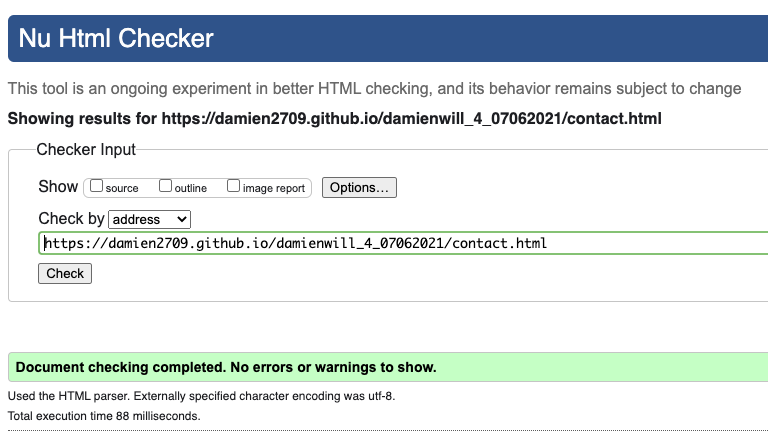 Nu Html Checker
This tool is an ongoing experiment in better HTML checking, and its behavior remains subject to change
Showing results for https://damien2709.github.io/damienwill_4_07062021/contact.html
Checker Input
Show source outline image report Options...
Check by address
https://damien2709.github.io/damienwill_4_07062021/contact.html
Check
Document checking completed. No errors or warnings to show.
Used the HTML parser. Externally specified character encoding was utf-8.
Total execution time 88 milliseconds.